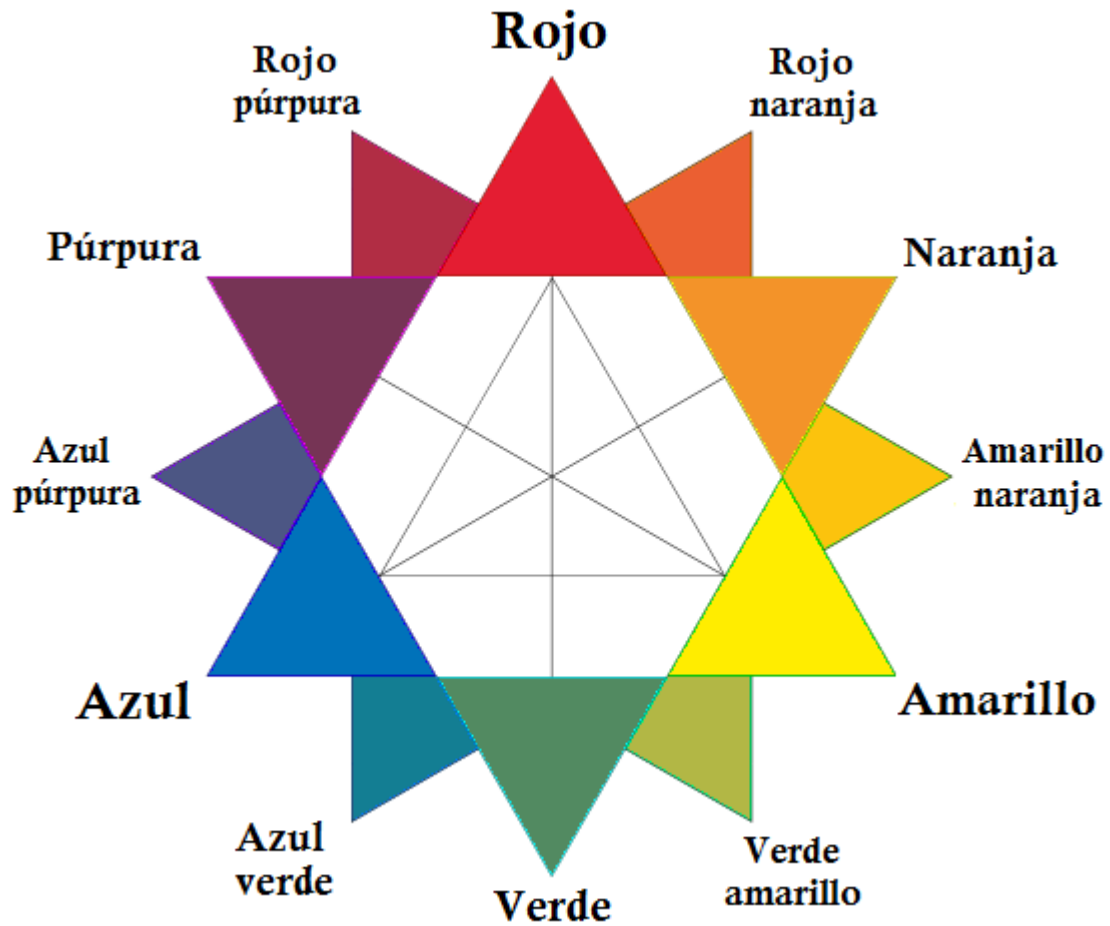 Rojo
Rojo
púrpura
Rojo
naranja
Púrpura
Naranja
Azul
púrpura
Amarillo
naranja
Azul
Amarillo
Azul
verde
Verde
amarillo
Verde